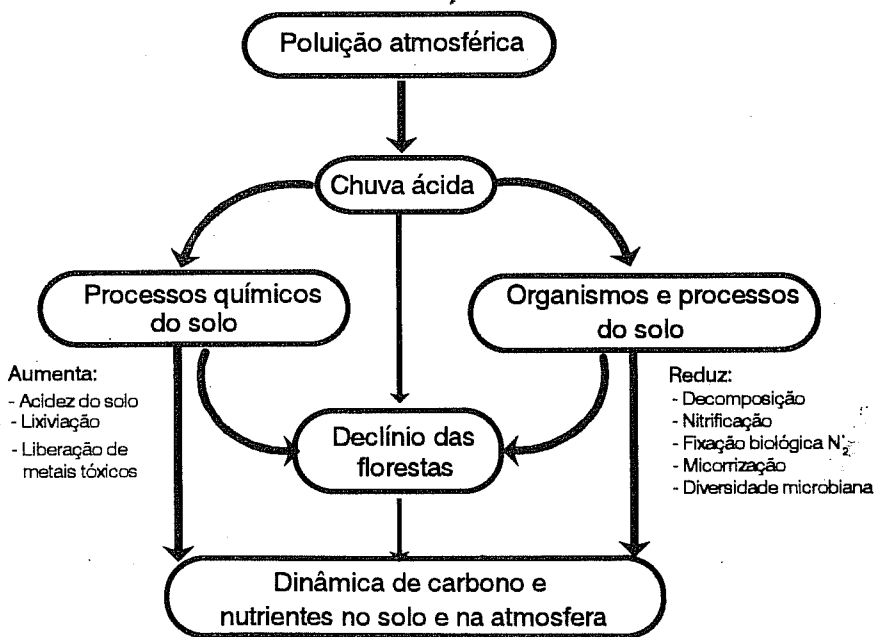 Poluição atmosférica
Chuva ácida
Processos químicos
do solo
Organismos e processos
do solo
Aumenta:
- Acidez do solo
- Lixiviação
- Liberação de
metais tóxicos
Reduz:
- Decomposição
- Nitrificação
- Fixação biológica N₂
- Micorrização
- Diversidade microbiana
Declínio das
florestas
Dinâmica de carbono e
nutrientes no solo e na atmosfera